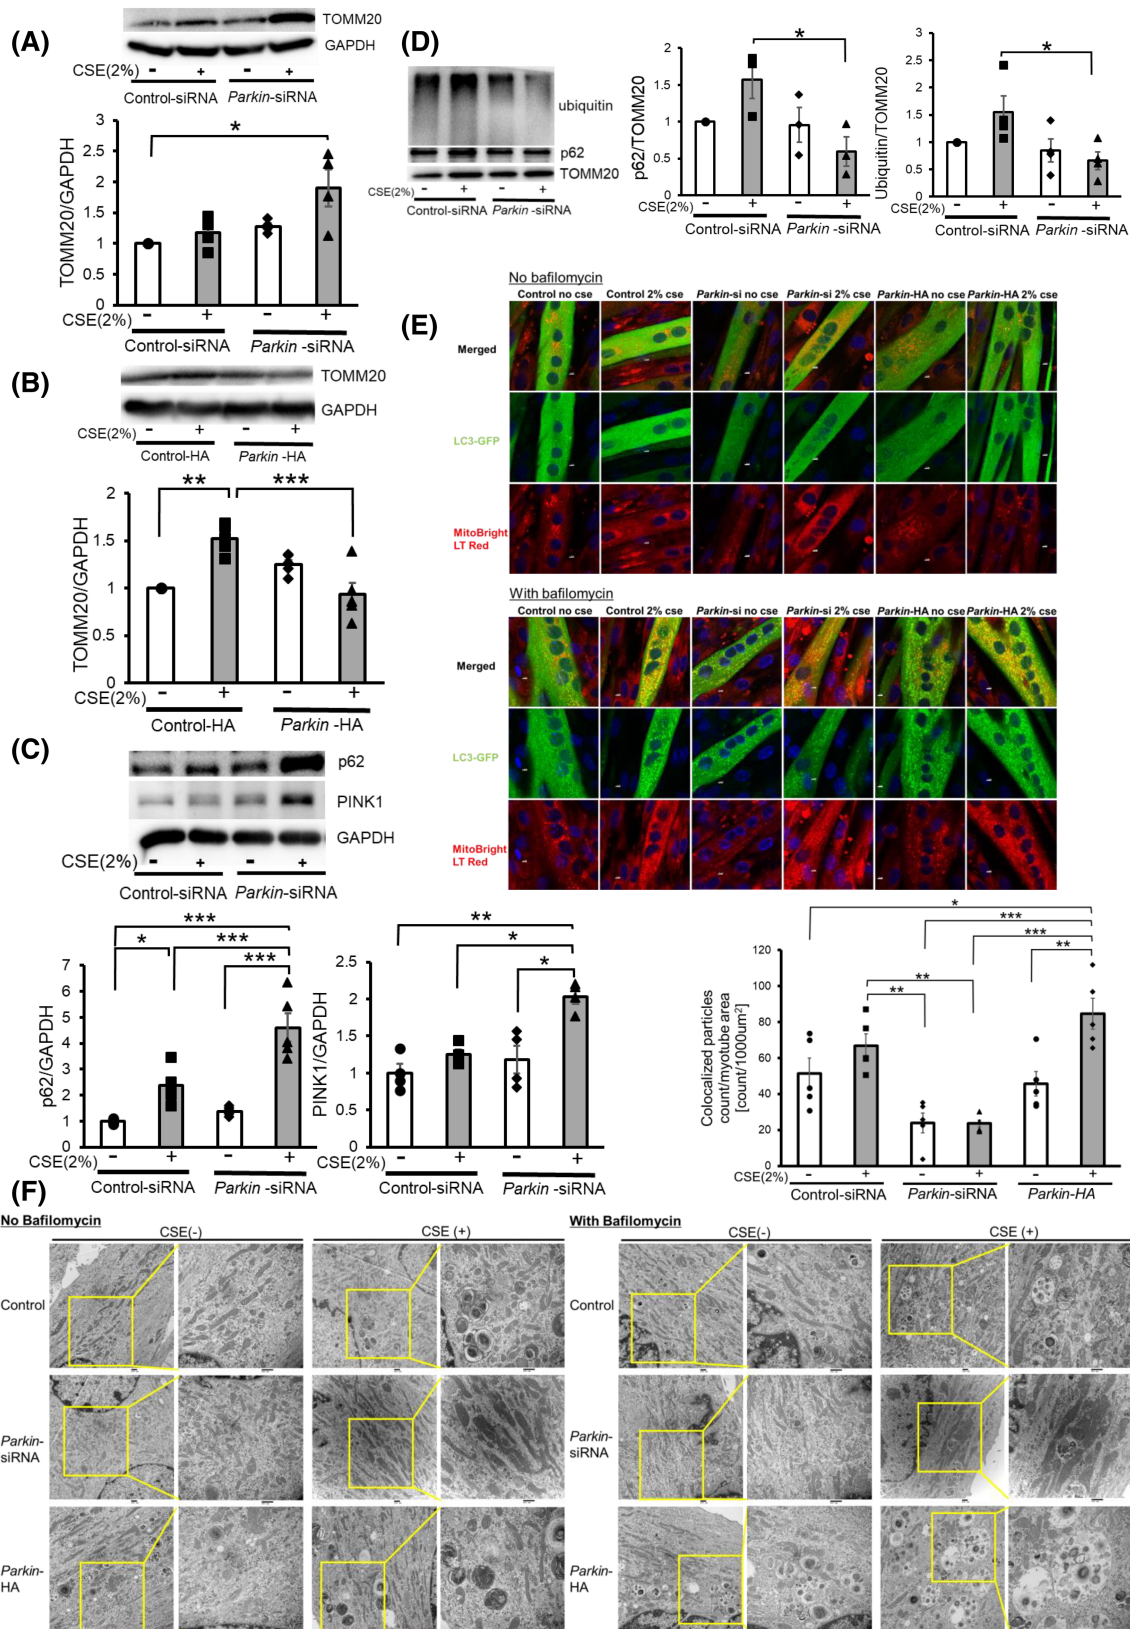 (A)
TOMM20
GAPDH
CSE(2%) - + - +
Control-siRNA Parkin-siRNA
*
TOMM20/GAPDH
3
2.5
2
1.5
1
0.5
0
CSE(2%) - + - +
Control-siRNA Parkin -siRNA
(B)
TOMM20
GAPDH
CSE(2%) - + - +
Control-HA Parkin -HA
** ***
TOMM20/GAPDH
2
1.5
1
0.5
0
CSE(2%) - + - +
Control-HA Parkin -HA
(C)
p62
PINK1
GAPDH
CSE(2%) - + - +
Control-siRNA Parkin-siRNA
***
* ***
***
p62/GAPDH
7
6
5
4
3
2
1
0
CSE(2%) - + - +
Control-siRNA Parkin -siRNA
**
*
*
PINK1/GAPDH
2.5
2
1.5
1
0.5
0
CSE(2%) - + - +
Control-siRNA Parkin -siRNA
(D)
ubiquitin
p62
TOMM20
CSE(2%) - + - +
Control-siRNA Parkin -siRNA
*
p62/TOMM20
2
1.5
1
0.5
0
CSE(2%) - + - +
Control-siRNA Parkin -siRNA
*
Ubiquitin/TOMM20
3
2.5
2
1.5
1
0.5
0
CSE(2%) - + - +
Control-siRNA Parkin -siRNA
(E)
No bafilomycin
Control no cse Control 2% cse Parkin-si no cse Parkin-si 2% cse Parkin-HA no cse Parkin-HA 2% cse
Merged
LC3-GFP
MitoBright
LT Red
With bafilomycin
Control no cse Control 2% cse Parkin-si no cse Parkin-si 2% cse Parkin-HA no cse Parkin-HA 2% cse
Merged
LC3-GFP
MitoBright
LT Red
*
***
***
**
**
**
Colocalized particles
count/myotube area
[count/1000um²]
120
100
80
60
40
20
0
CSE(2%) - + - + - +
Control-siRNA Parkin-siRNA Parkin-HA
(F)
No Bafilomycin
CSE(-) CSE (+)
Control
Parkin-
siRNA
Parkin-
HA
With Bafilomycin
CSE(-) CSE (+)
Control
Parkin-
siRNA
Parkin-
HA